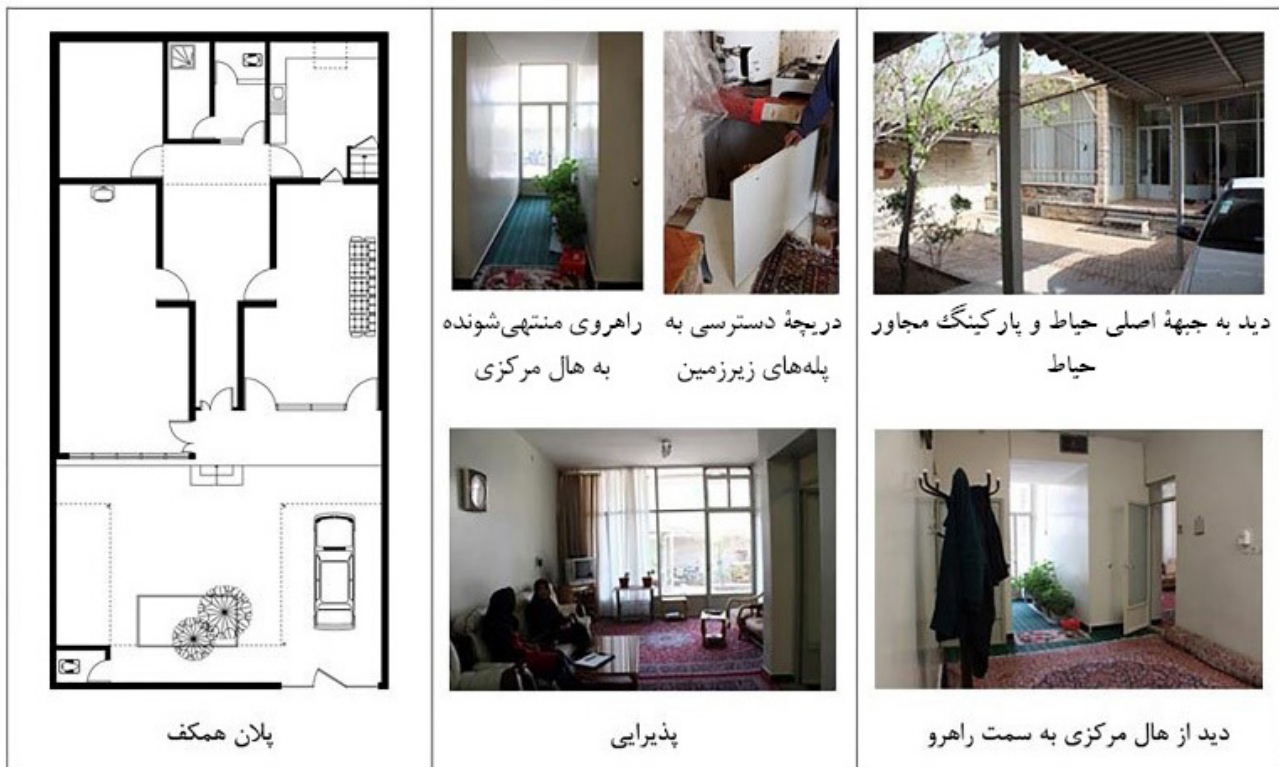 دید به جبههٔ اصلی حیاط و پارکینگ مجاور
حیاط
دریچهٔ دسترسی به
پله‌های زیرزمین
راهروی منتهی‌شونده
به هال مرکزی
دید از هال مرکزی به سمت راهرو
پذیرایی
پلان همکف